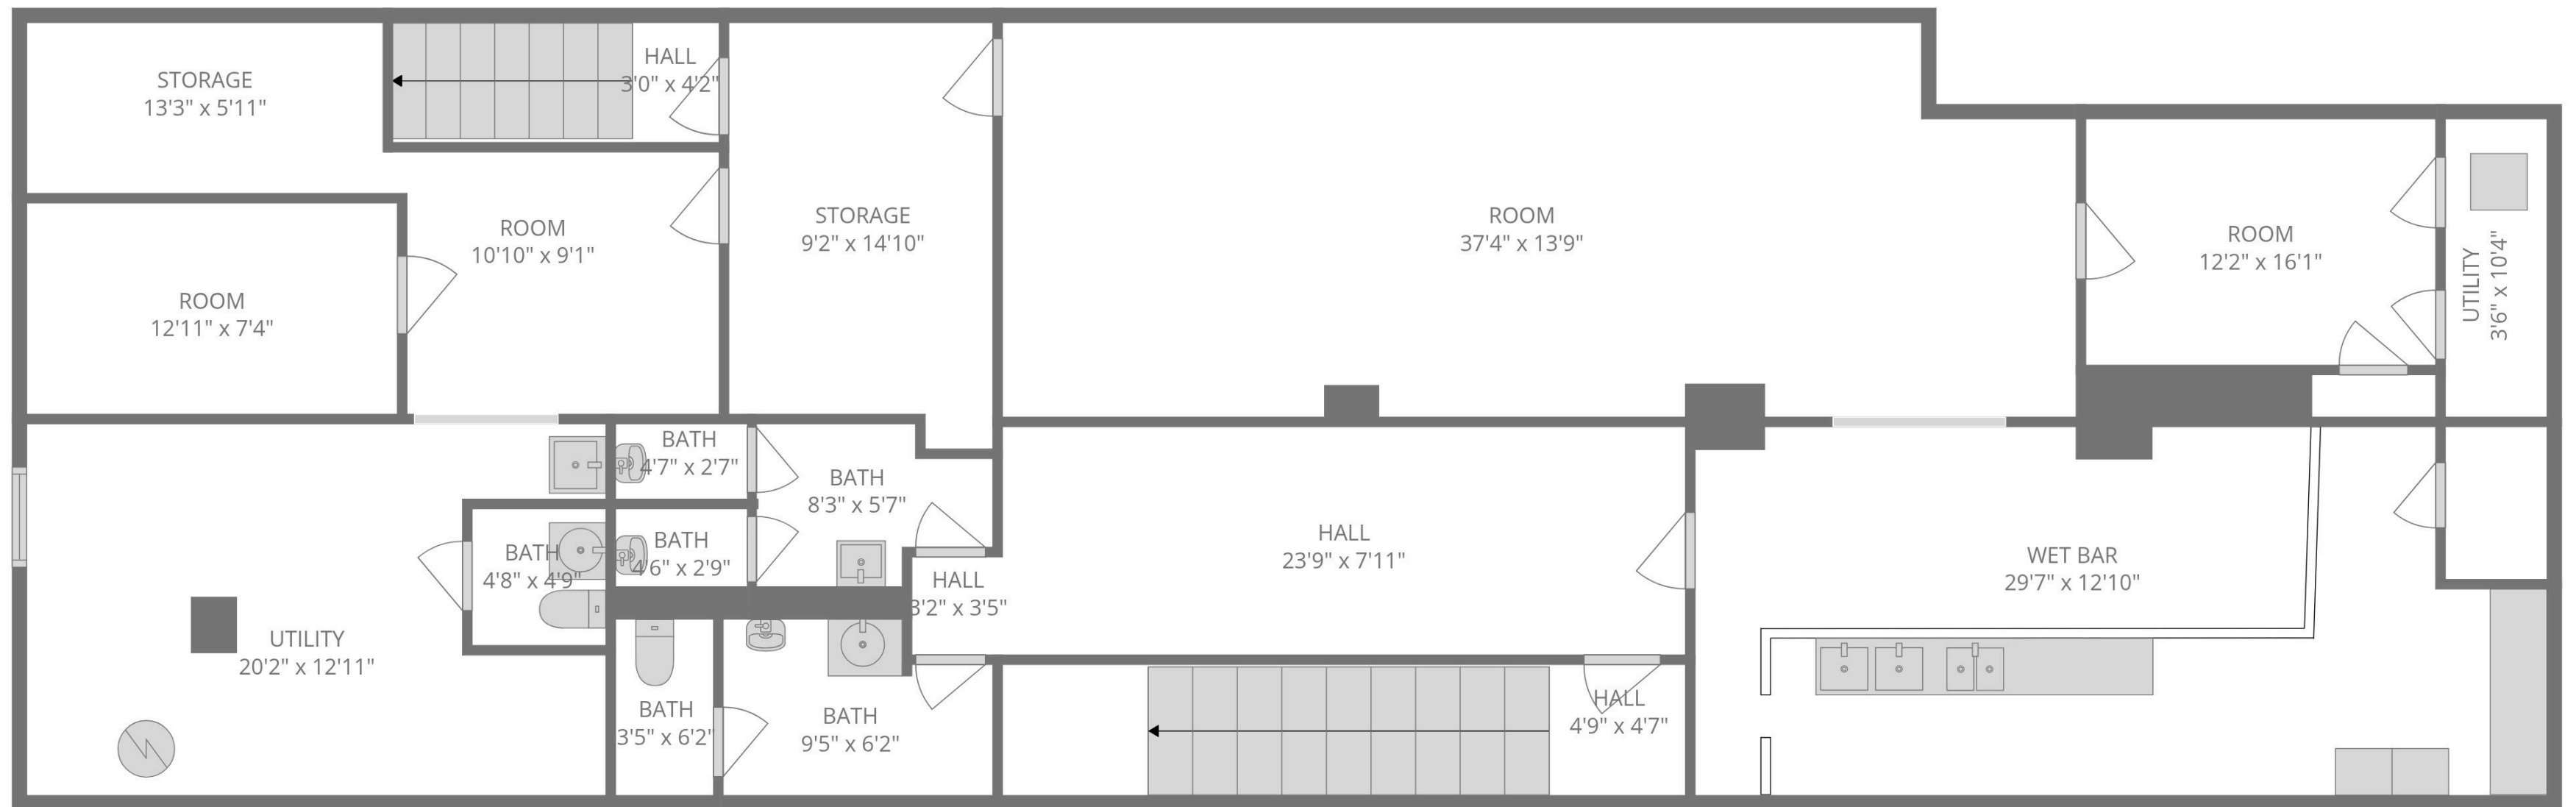 STORAGE
13'3" x 5'11"
HALL
3'0" x 4'2"
ROOM
10'10" x 9'1"
STORAGE
9'2" x 14'10"
ROOM
37'4" x 13'9"
ROOM
12'2" x 16'1"
UTILITY
3'6" x 10'4"
ROOM
12'11" x 7'4"
BATH
4'7" x 2'7"
BATH
8'3" x 5'7"
BATH
4'8" x 4'9"
BATH
4'6" x 2'9"
HALL
3'2" x 3'5"
HALL
23'9" x 7'11"
WET BAR
29'7" x 12'10"
UTILITY
20'2" x 12'11"
BATH
3'5" x 6'2"
BATH
9'5" x 6'2"
HALL
4'9" x 4'7"